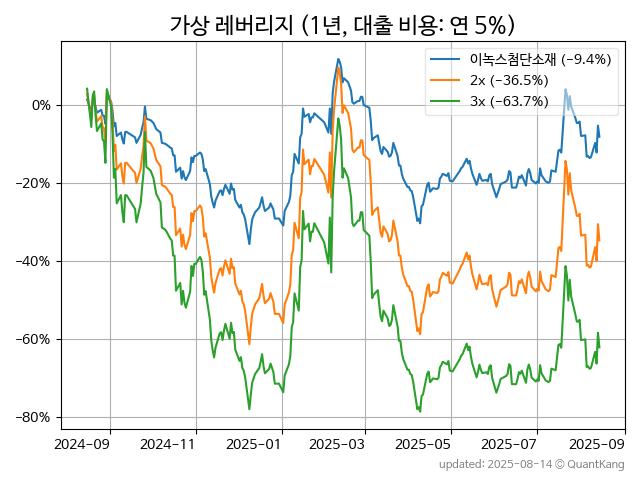 가상 레버리지 (1년, 대출 비용: 연 5%)
이녹스첨단소재 (−9.4%)
2x (−36.5%)
3x (−63.7%)
0%
−20%
−40%
−60%
−80%
2024−09 2024−11 2025−01 2025−03 2025−05 2025−07 2025−09
updated: 2025-08-14 © QuantKang